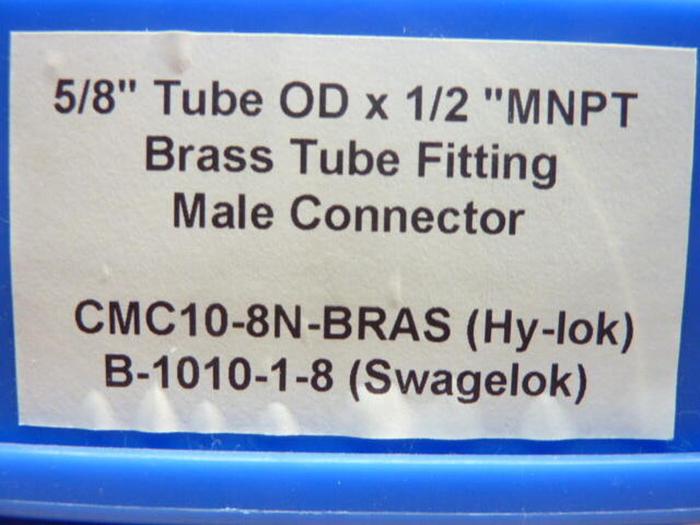 5/8" Tube OD x 1/2 "MNPT
Brass Tube Fitting
Male Connector
CMC10-8N-BRAS (Hy-lok)
B-1010-1-8 (Swagelok)